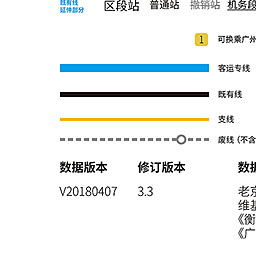 既有线
延伸部分
区段站 普通站 撤销站 机务段
1 可换乘广州
客运专线
既有线
支线
废线（不含
数据版本 修订版本 数据
V20180407 3.3 老京
维基
《衡
《广